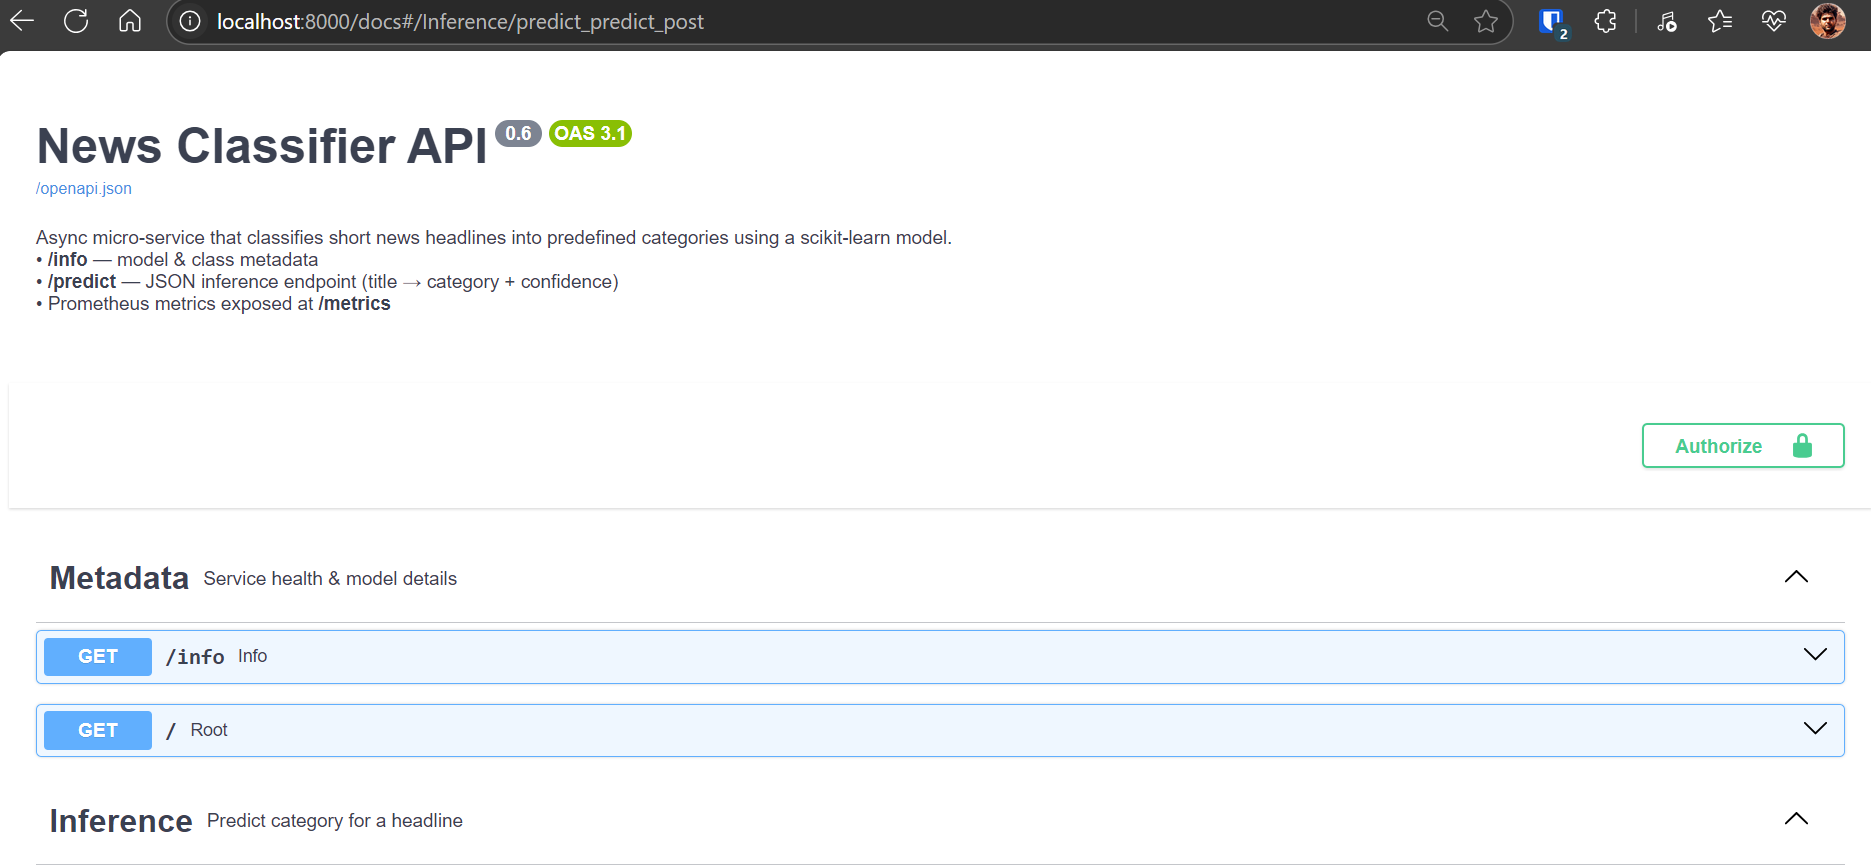 localhost:8000/docs#/Inference/predict_predict_post
2
News Classifier API 0.6 OAS 3.1
/openapi.json
Async micro-service that classifies short news headlines into predefined categories using a scikit-learn model.
• /info — model & class metadata
• /predict — JSON inference endpoint (title → category + confidence)
• Prometheus metrics exposed at /metrics
Authorize
Metadata Service health & model details
GET /info Info
GET / Root
Inference Predict category for a headline